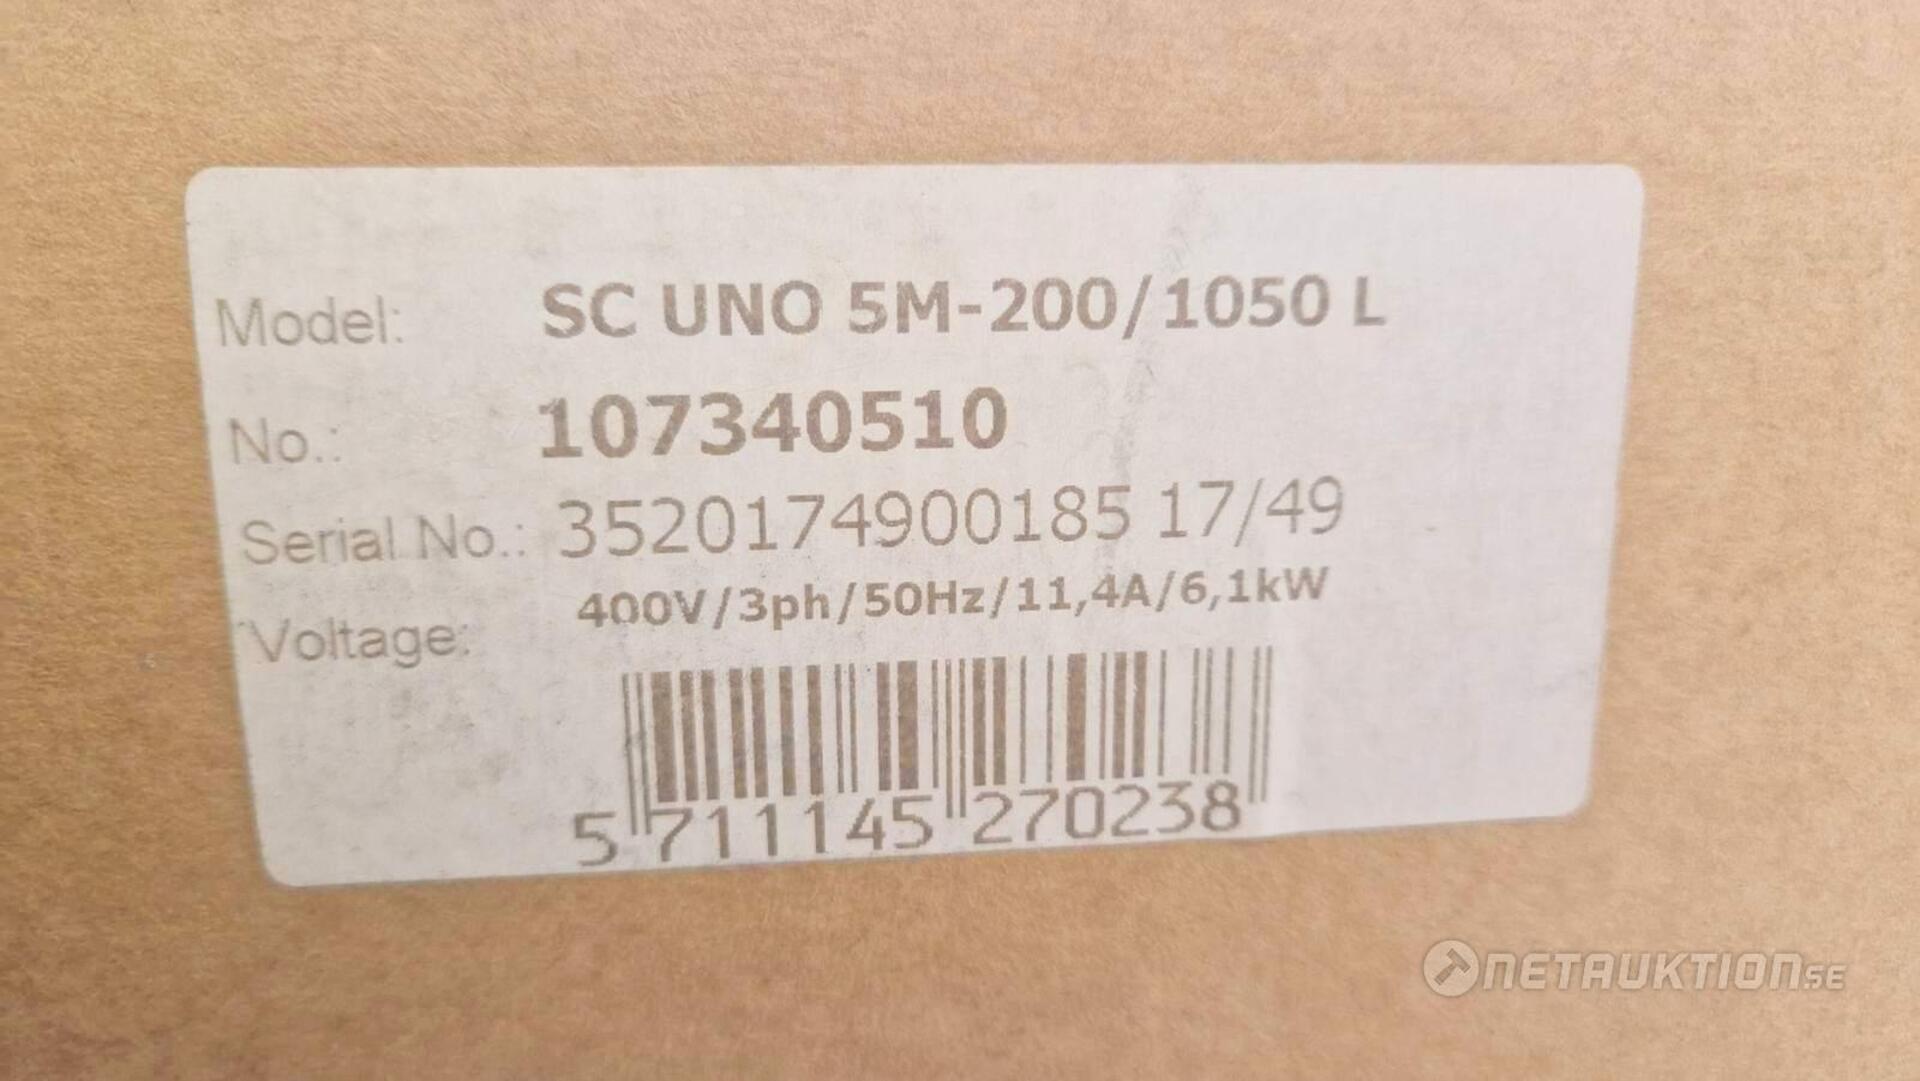 Model: SC UNO 5M-200/1050 L
No.: 107340510
Serial No.: 3520174900185 17/49
Voltage: 400V/3ph/50Hz/11,4A/6,1kW
5 711145 270238
NETAUKTION.SE